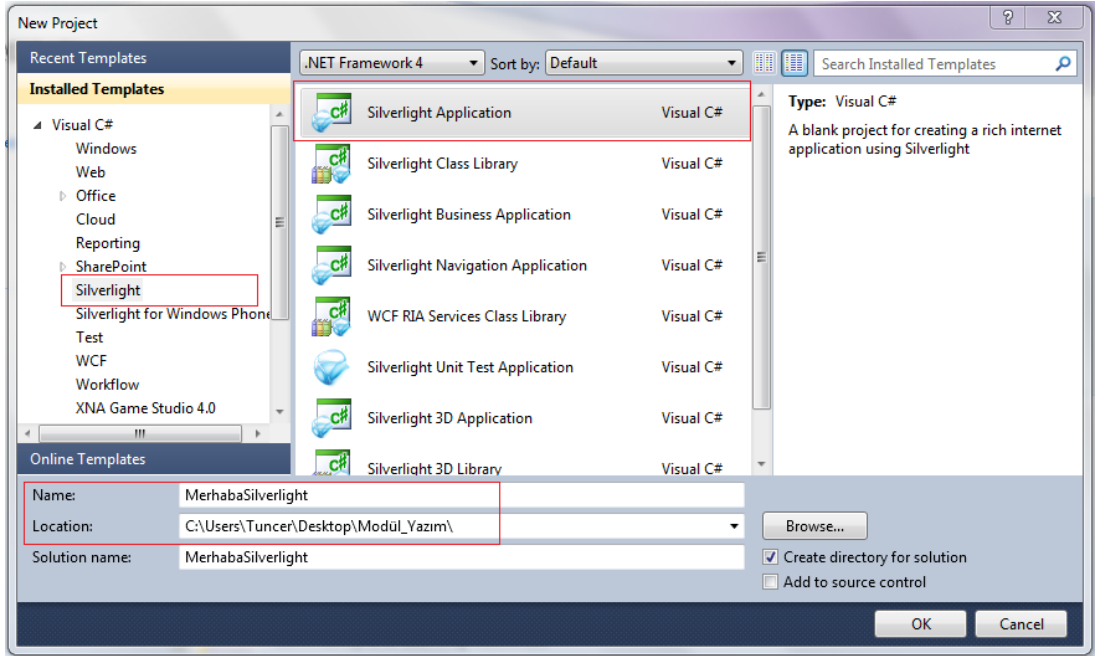 New Project
Recent Templates
Installed Templates
Visual C#
Windows
Web
Office
Cloud
Reporting
SharePoint
Silverlight
Silverlight for Windows Phone
Test
WCF
Workflow
XNA Game Studio 4.0
Online Templates
.NET Framework 4 Sort by: Default
Search Installed Templates
Silverlight Application Visual C#
Silverlight Class Library Visual C#
Silverlight Business Application Visual C#
Silverlight Navigation Application Visual C#
WCF RIA Services Class Library Visual C#
Silverlight Unit Test Application Visual C#
Silverlight 3D Application Visual C#
Silverlight 3D Library Visual C#
Type: Visual C#
A blank project for creating a rich internet
application using Silverlight
Name: MerhabaSilverlight
Location: C:\Users\Tuncer\Desktop\Modül_Yazım\
Browse...
Solution name: MerhabaSilverlight
Create directory for solution
Add to source control
OK Cancel